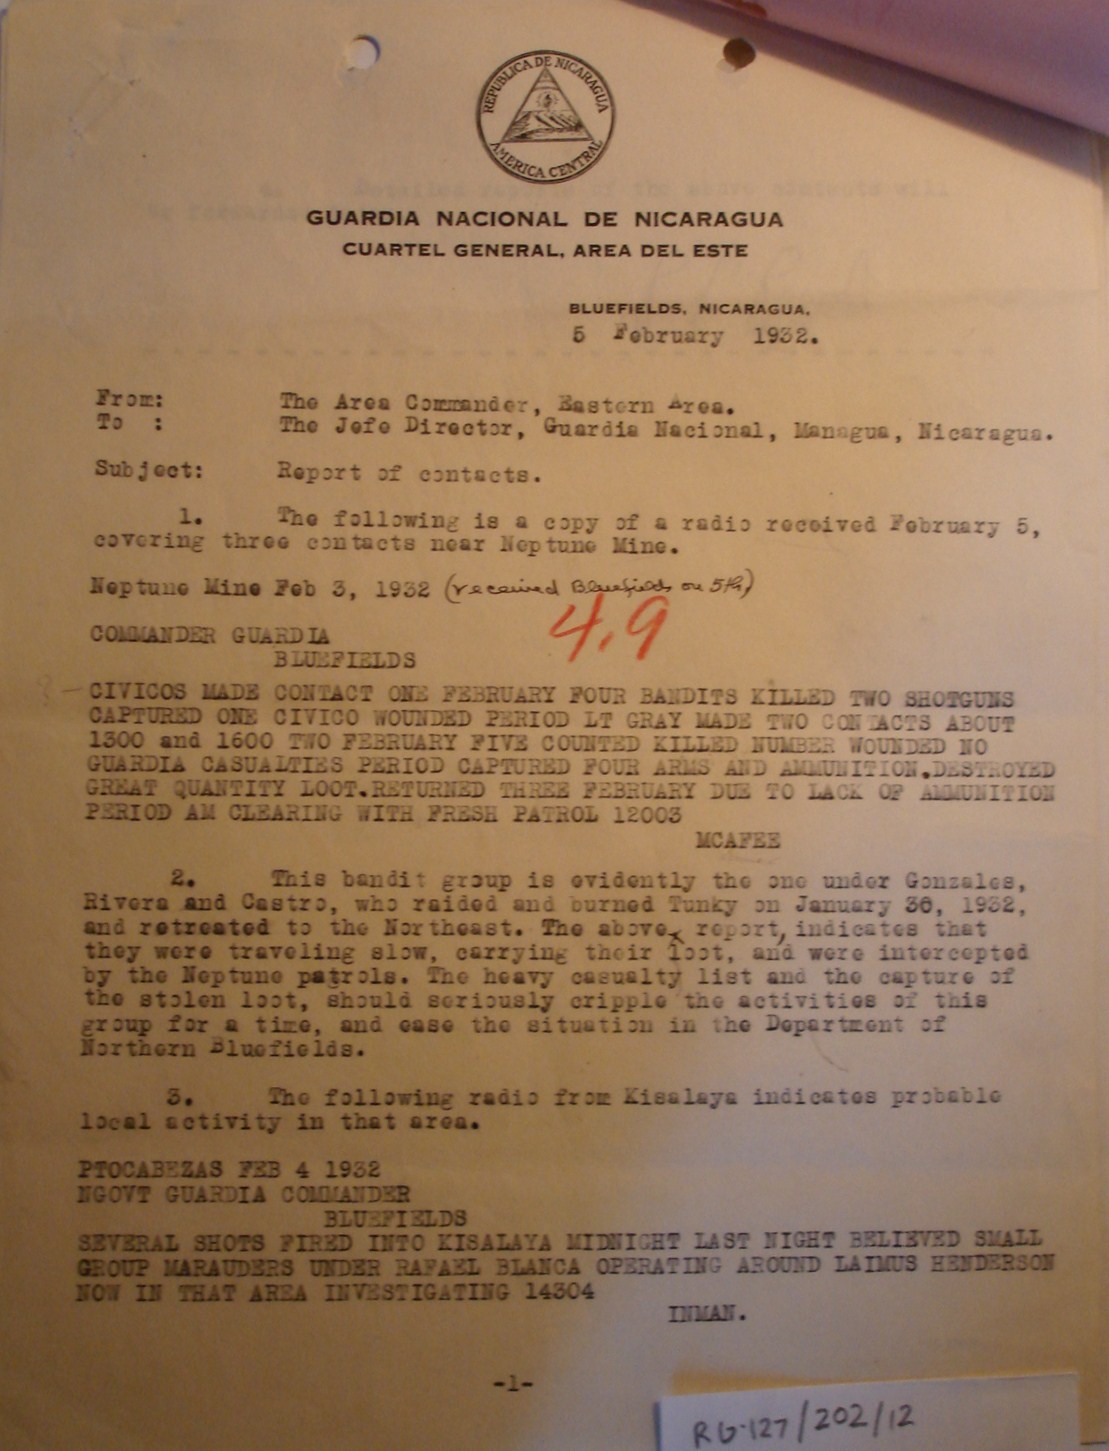 REPUBLICA DE NICARAGUA
AMERICA CENTRAL
GUARDIA NACIONAL DE NICARAGUA
CUARTEL GENERAL, AREA DEL ESTE
BLUEFIELDS, NICARAGUA,
5 February 1932.
From: The Area Commander, Eastern Area.
To : The Jefe Director, Guardia Nacional, Managua, Nicaragua.
Subject: Report of contacts.
1. The following is a copy of a radio received February 5,
covering three contacts near Neptune Mine.
Neptune Mine Feb 3, 1932 (received Bluefields on 5th)
4.9
COMMANDER GUARDIA
BLUEFIELDS
CIVICOS MADE CONTACT ONE FEBRUARY FOUR BANDITS KILLED TWO SHOTGUNS
CAPTURED ONE CIVICO WOUNDED PERIOD LT GRAY MADE TWO CONTACTS ABOUT
1300 and 1600 TWO FEBRUARY FIVE COUNTED KILLED NUMBER WOUNDED NO
GUARDIA CASUALTIES PERIOD CAPTURED FOUR ARMS AND AMMUNITION.DESTROYED
GREAT QUANTITY LOOT.RETURNED THREE FEBRUARY DUE TO LACK OF AMMUNITION
PERIOD AM CLEARING WITH FRESH PATROL 12003
MCAFEE
2. This bandit group is evidently the one under Gonzales,
Rivera and Castro, who raided and burned Tunky on January 30, 1932,
and retreated to the Northeast. The above report, indicates that
they were traveling slow, carrying their loot, and were intercepted
by the Neptune patrols. The heavy casualty list and the capture of
the stolen loot, should seriously cripple the activities of this
group for a time, and ease the situation in the Department of
Northern Bluefields.
3. The following radio from Kisalaya indicates probable
local activity in that area.
PTOCABEZAS FEB 4 1932
NGOVT GUARDIA COMMANDER
BLUEFIELDS
SEVERAL SHOTS FIRED INTO KISALAYA MIDNIGHT LAST NIGHT BELIEVED SMALL
GROUP MARAUDERS UNDER RAFAEL BLANCA OPERATING AROUND LAIMUS HENDERSON
NOW IN THAT AREA INVESTIGATING 14304
INMAN.
-1-
RG-127/202/12